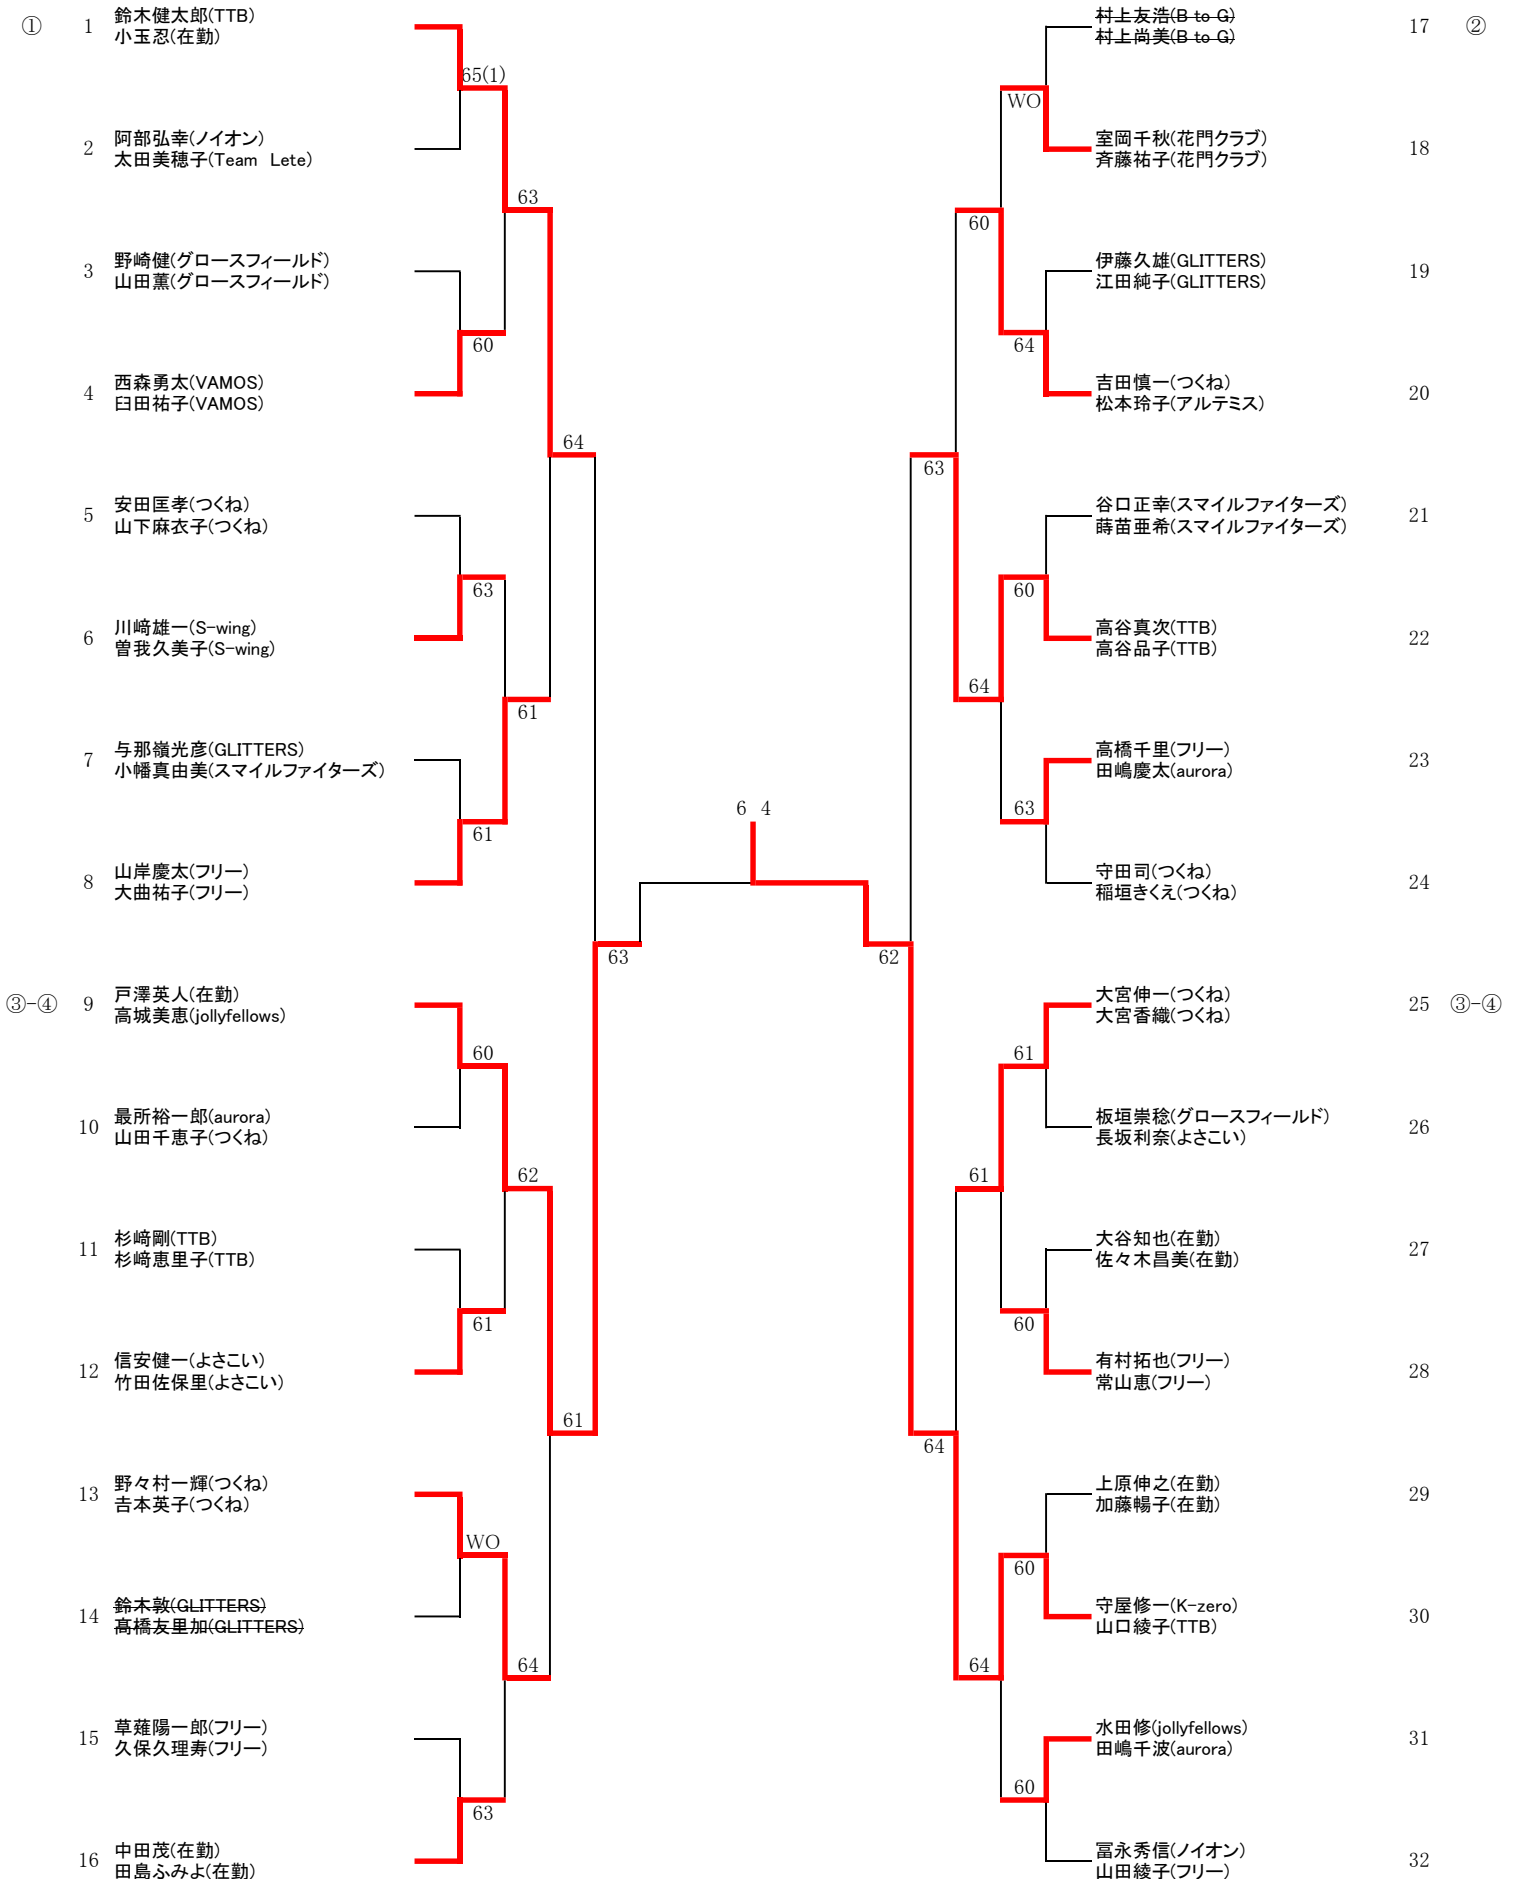 ① 1 鈴木健太郎(TTB)
小玉忍(在勤)
65(1)
2 阿部弘幸(ノイオン)
太田美穂子(Team Lete)
63
3 野崎健(グロースフィールド)
山田薫(グロースフィールド)
60
4 西森勇太(VAMOS)
臼田祐子(VAMOS)
64
5 安田匡孝(つくね)
山下麻衣子(つくね)
63
6 川﨑雄一(S-wing)
曽我久美子(S-wing)
61
7 与那嶺光彦(GLITTERS)
小幡真由美(スマイルファイターズ)
61
8 山岸慶太(フリー)
大曲祐子(フリー)
63
③-④ 9 戸澤英人(在勤)
高城美恵(jollyfellows)
60
10 最所裕一郎(aurora)
山田千恵子(つくね)
62
11 杉﨑剛(TTB)
杉﨑恵里子(TTB)
61
12 信安健一(よさこい)
竹田佐保里(よさこい)
61
13 野々村一輝(つくね)
吉本英子(つくね)
WO
14 鈴木敦(GLITTERS)
髙橋友里加(GLITTERS)
64
15 草薙陽一郎(フリー)
久保久理寿(フリー)
63
16 中田茂(在勤)
田島ふみよ(在勤)
6 4
村上友浩(B to G)
村上尚美(B to G) 17 ②
WO
室岡千秋(花門クラブ)
斉藤祐子(花門クラブ) 18
60
伊藤久雄(GLITTERS)
江田純子(GLITTERS) 19
64
吉田慎一(つくね)
松本玲子(アルテミス) 20
63
谷口正幸(スマイルファイターズ)
蒔苗亜希(スマイルファイターズ) 21
60
高谷真次(TTB)
高谷品子(TTB) 22
64
高橋千里(フリー)
田嶋慶太(aurora) 23
63
守田司(つくね)
稲垣きくえ(つくね) 24
62
大宮伸一(つくね)
大宮香織(つくね) 25 ③-④
61
板垣崇稔(グロースフィールド)
長坂利奈(よさこい) 26
61
大谷知也(在勤)
佐々木昌美(在勤) 27
60
有村拓也(フリー)
常山恵(フリー) 28
64
上原伸之(在勤)
加藤暢子(在勤) 29
60
守屋修一(K-zero)
山口綾子(TTB) 30
64
水田修(jollyfellows)
田嶋千波(aurora) 31
60
冨永秀信(ノイオン)
山田綾子(フリー) 32